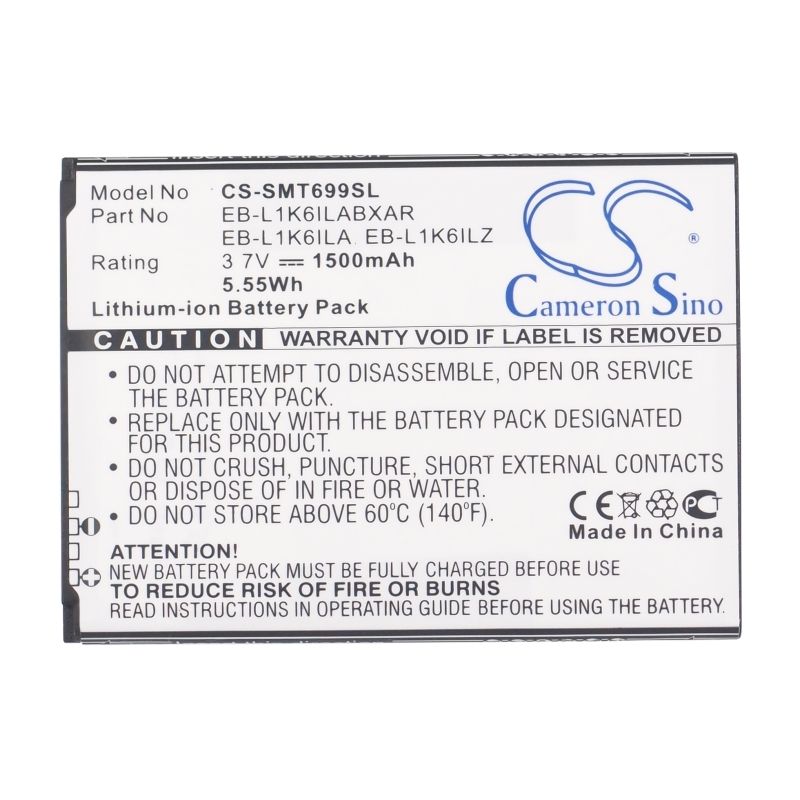 Model No CS-SMT699SL
Part No EB-L1K6ILABXAR
EB-L1K6ILA EB-L1K6ILZ
Rating 3 7V 1500mAh
5.55Wh
Lithium-ion Battery Pack
CS
®
Cameron Sino
CAUTION WARRANTY VOID IF LABEL IS REMOVED
• DO NOT ATTEMPT TO DISASSEMBLE, OPEN OR SERVICE
THE BATTERY PACK.
• REPLACE ONLY WITH THE BATTERY PACK DESIGNATED
FOR THIS PRODUCT.
• DO NOT CRUSH, PUNCTURE, SHORT EXTERNAL CONTACTS
OR DISPOSE OF IN FIRE OR WATER.
• DO NOT STORE ABOVE 60°C (140°F).
CE PCT
Made In China
ATTENTION!
NEW BATTERY PACK MUST BE FULLY CHARGED BEFORE USE!
TO REDUCE RISK OF FIRE OR BURNS
READ INSTRUCTIONS IN OPERATING GUIDE BEFORE USE